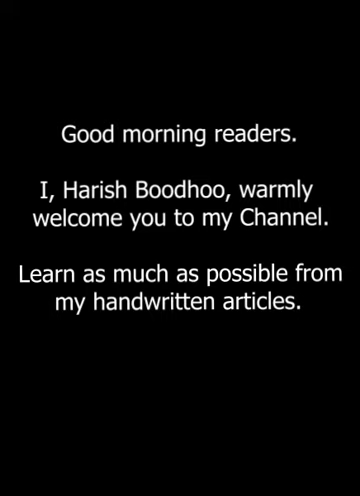 Good morning readers.
I, Harish Boodhoo, warmly
welcome you to my Channel.
Learn as much as possible from
my handwritten articles.